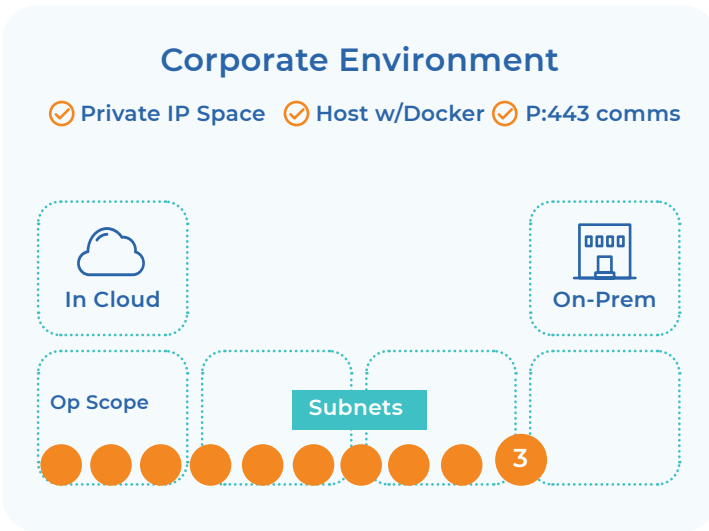 Corporate Environment
Private IP Space Host w/Docker P:443 comms
In Cloud On-Prem
Op Scope
Subnets
3